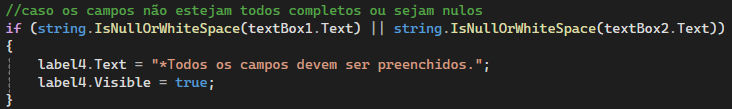 //caso os campos não estejam todos completos ou sejam nulos
if (string.IsNullOrWhiteSpace(textBox1.Text) || string.IsNullOrWhiteSpace(textBox2.Text))
{
    label4.Text = "*Todos os campos devem ser preenchidos.";
    label4.Visible = true;
}